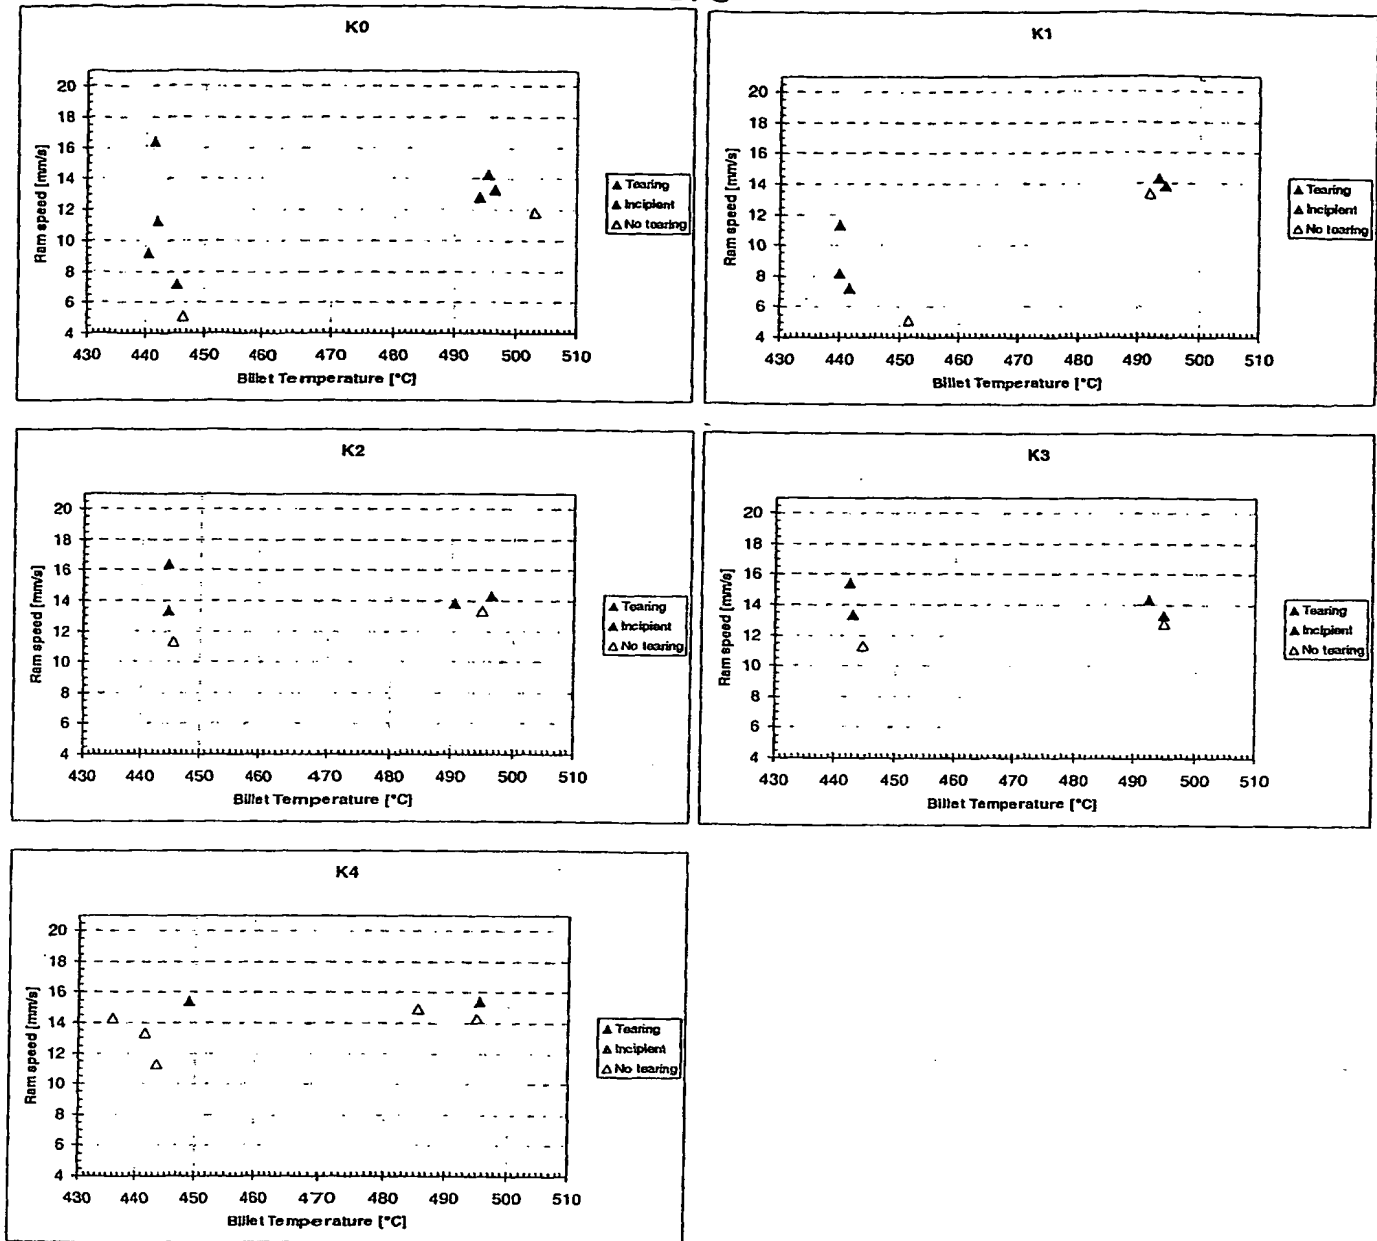 K0
20
18
16
14
12
10
8
6
4
Ram speed [mm/s]
430 440 450 460 470 480 490 500 510
Billet Temperature [°C]
▲ Tearing
▲ Incipient
△ No tearing
K1
20
18
16
14
12
10
8
6
4
Ram speed [mm/s]
430 440 450 460 470 480 490 500 510
Billet Temperature [°C]
▲ Tearing
▲ Incipient
△ No tearing
K2
20
18
16
14
12
10
8
6
4
Ram speed [mm/s]
430 440 450 460 470 480 490 500 510
Billet Temperature [°C]
▲ Tearing
▲ Incipient
△ No tearing
K3
20
18
16
14
12
10
8
6
4
Ram speed [mm/s]
430 440 450 460 470 480 490 500 510
Billet Temperature [°C]
▲ Tearing
▲ Incipient
△ No tearing
K4
20
18
16
14
12
10
8
6
4
Ram speed [mm/s]
430 440 450 460 470 480 490 500 510
Billet Temperature [°C]
▲ Tearing
▲ Incipient
△ No tearing